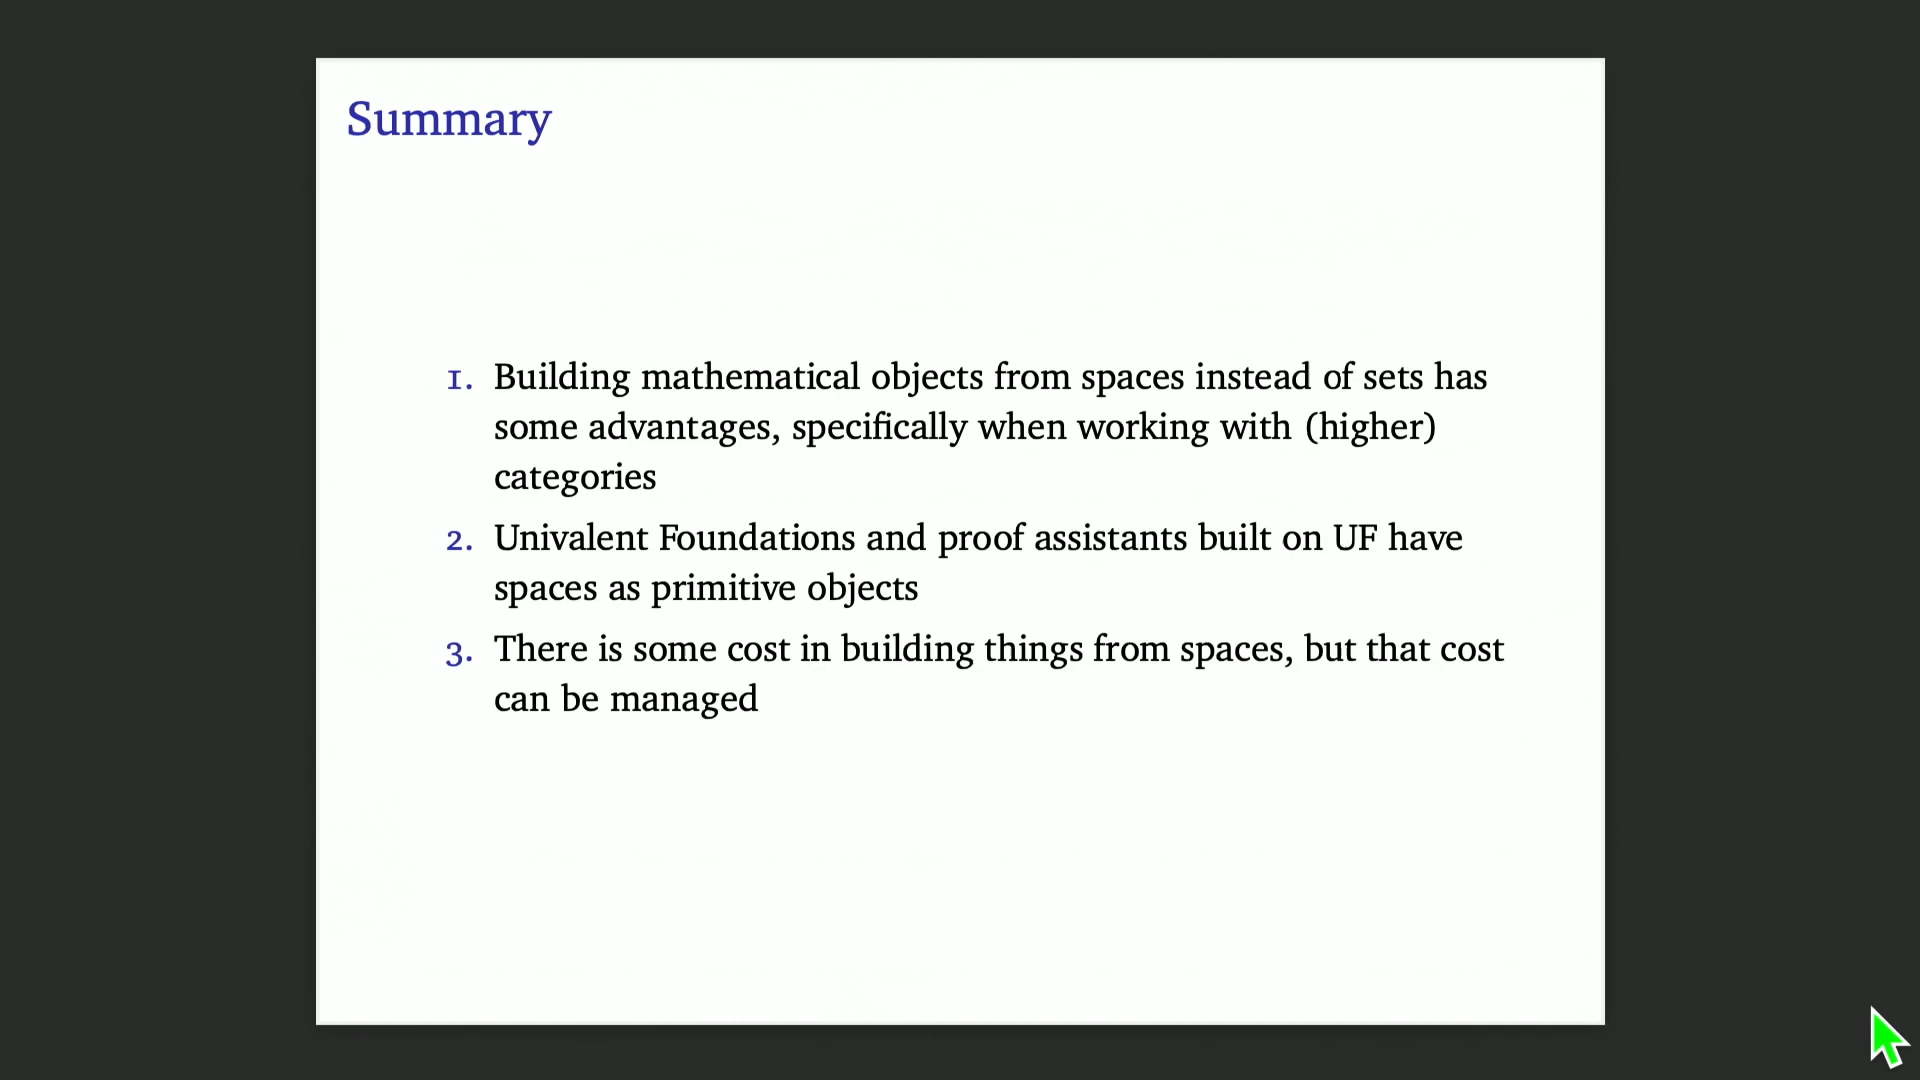 Summary
1. Building mathematical objects from spaces instead of sets has
some advantages, specifically when working with (higher)
categories
2. Univalent Foundations and proof assistants built on UF have
spaces as primitive objects
3. There is some cost in building things from spaces, but that cost
can be managed